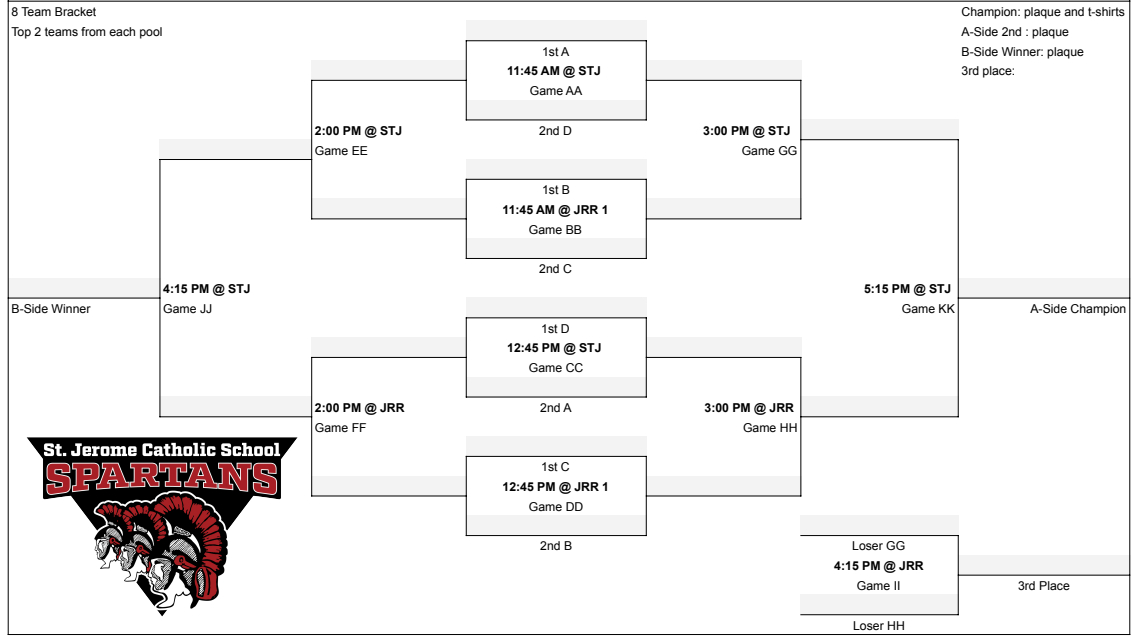 8 Team Bracket
Top 2 teams from each pool
Champion: plaque and t-shirts
A-Side 2nd : plaque
B-Side Winner: plaque
3rd place:
1st A
11:45 AM @ STJ
Game AA
2nd D
2:00 PM @ STJ
Game EE
3:00 PM @ STJ
Game GG
1st B
11:45 AM @ JRR 1
Game BB
2nd C
4:15 PM @ STJ
B-Side Winner
Game JJ
5:15 PM @ STJ
Game KK
A-Side Champion
1st D
12:45 PM @ STJ
Game CC
2nd A
2:00 PM @ JRR
Game FF
3:00 PM @ JRR
Game HH
1st C
12:45 PM @ JRR 1
Game DD
2nd B
St. Jerome Catholic School
SPARTANS
Loser GG
4:15 PM @ JRR
Game II
3rd Place
Loser HH